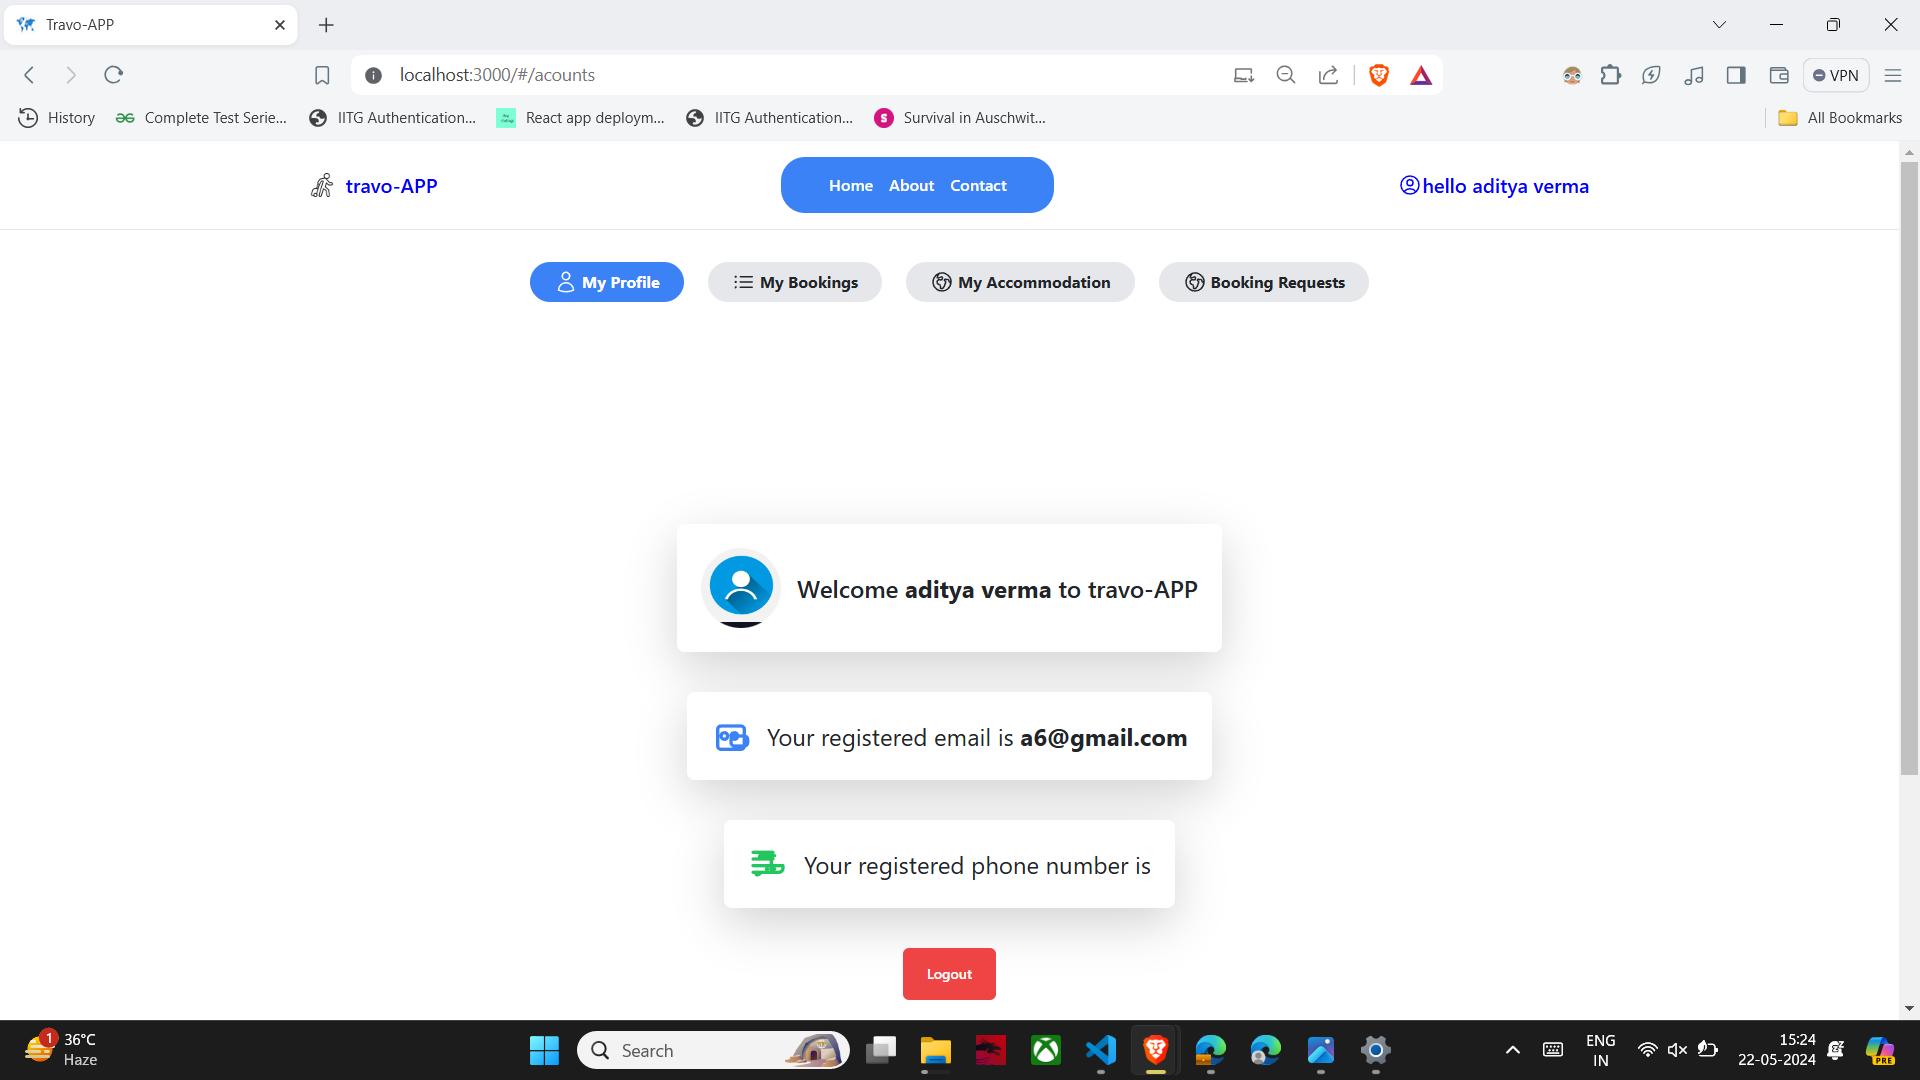 Travo-APP
localhost:3000/#/acounts
VPN
History
Complete Test Serie...
IITG Authentication...
React app deploym...
IITG Authentication...
S
Survival in Auschwit...
All Bookmarks
travo-APP
Home About Contact
hello aditya verma
My Profile
My Bookings
My Accommodation
Booking Requests
Welcome aditya verma to travo-APP
Your registered email is a6@gmail.com
Your registered phone number is
Logout
1
36°C
Haze
Search
ENG
IN
15:24
22-05-2024
PRE